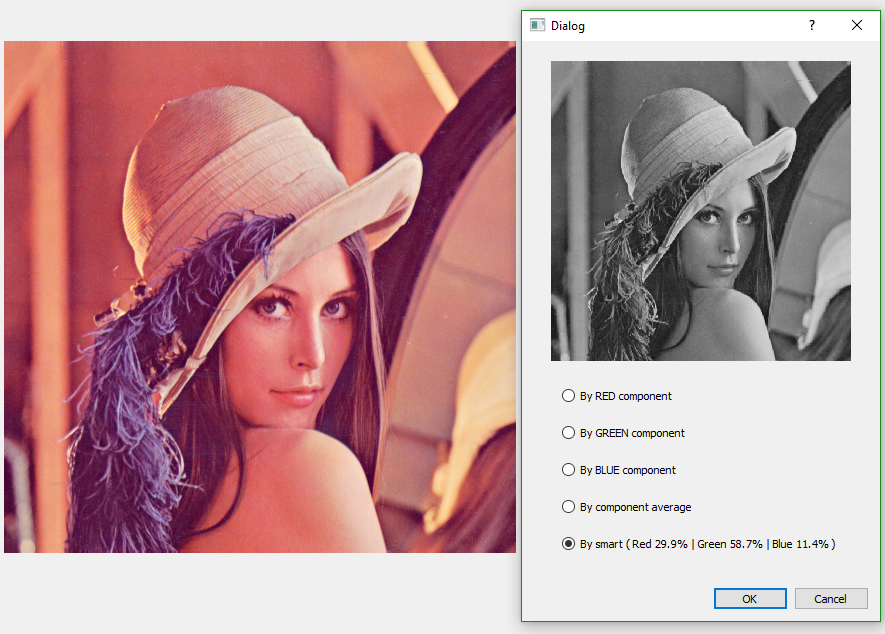 Dialog
By RED component
By GREEN component
By BLUE component
By component average
By smart ( Red 29.9% | Green 58.7% | Blue 11.4% )
OK
Cancel